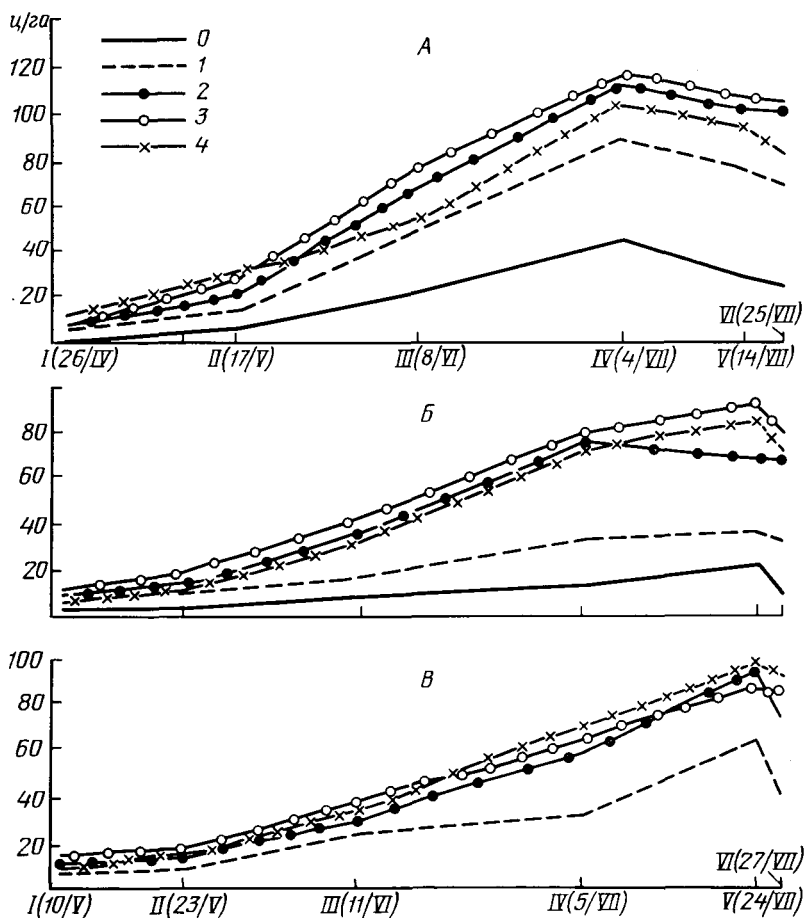 ц/га
А
0
1
2
3
4
120
100
80
60
40
20
VI(25/VII)
I(26/IV) II(17/V) III(8/VI) IV(4/VII) V(14/VII)
Б
80
60
40
20
В
100
80
60
40
20
VI(27/VII)
I(10/V) II(23/V) III(11/VI) IV(5/VII) V(24/VII)